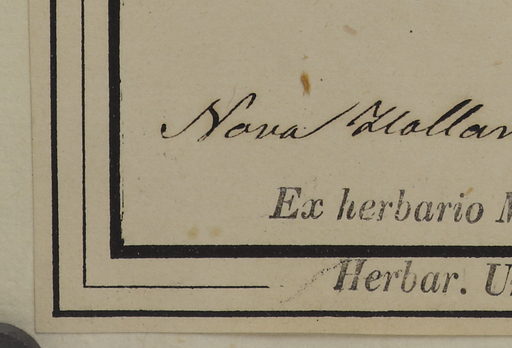 Nova Hollan
Ex herbario
Herbar.